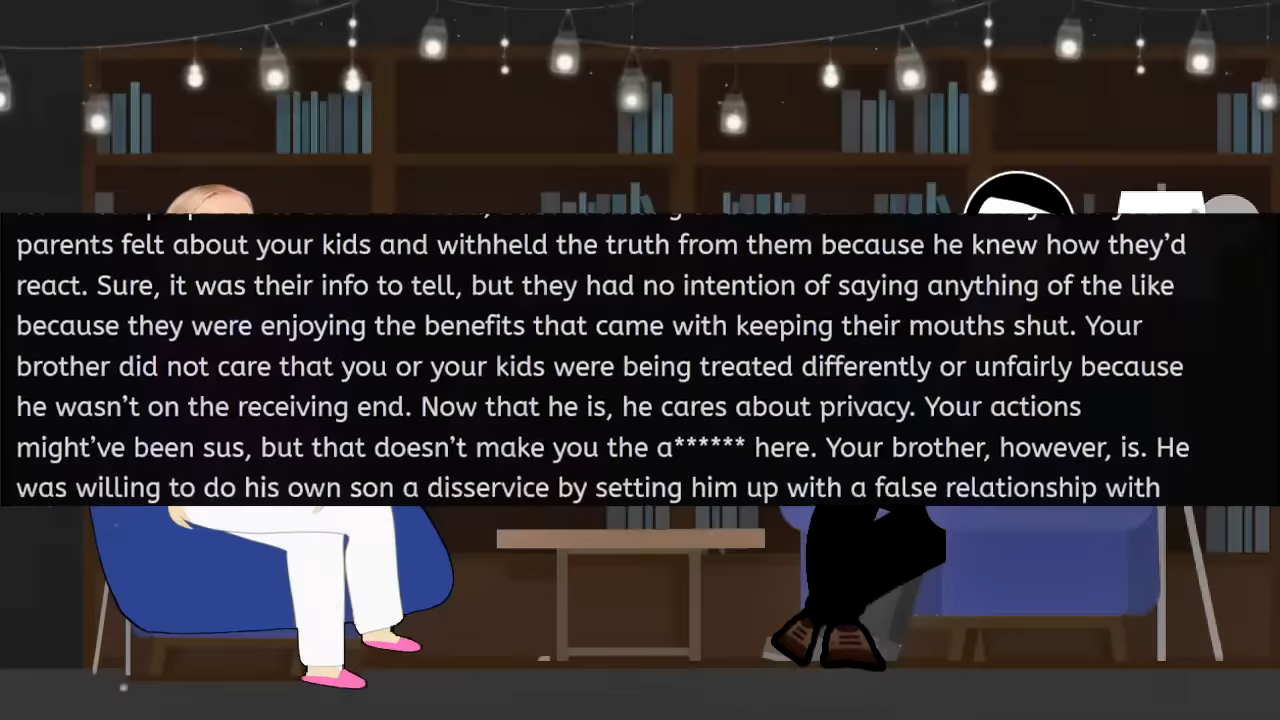 parents felt about your kids and withheld the truth from them because he knew how they’d
react. Sure, it was their info to tell, but they had no intention of saying anything of the like
because they were enjoying the benefits that came with keeping their mouths shut. Your
brother did not care that you or your kids were being treated differently or unfairly because
he wasn’t on the receiving end. Now that he is, he cares about privacy. Your actions
might’ve been sus, but that doesn’t make you the a****** here. Your brother, however, is. He
was willing to do his own son a disservice by setting him up with a false relationship with